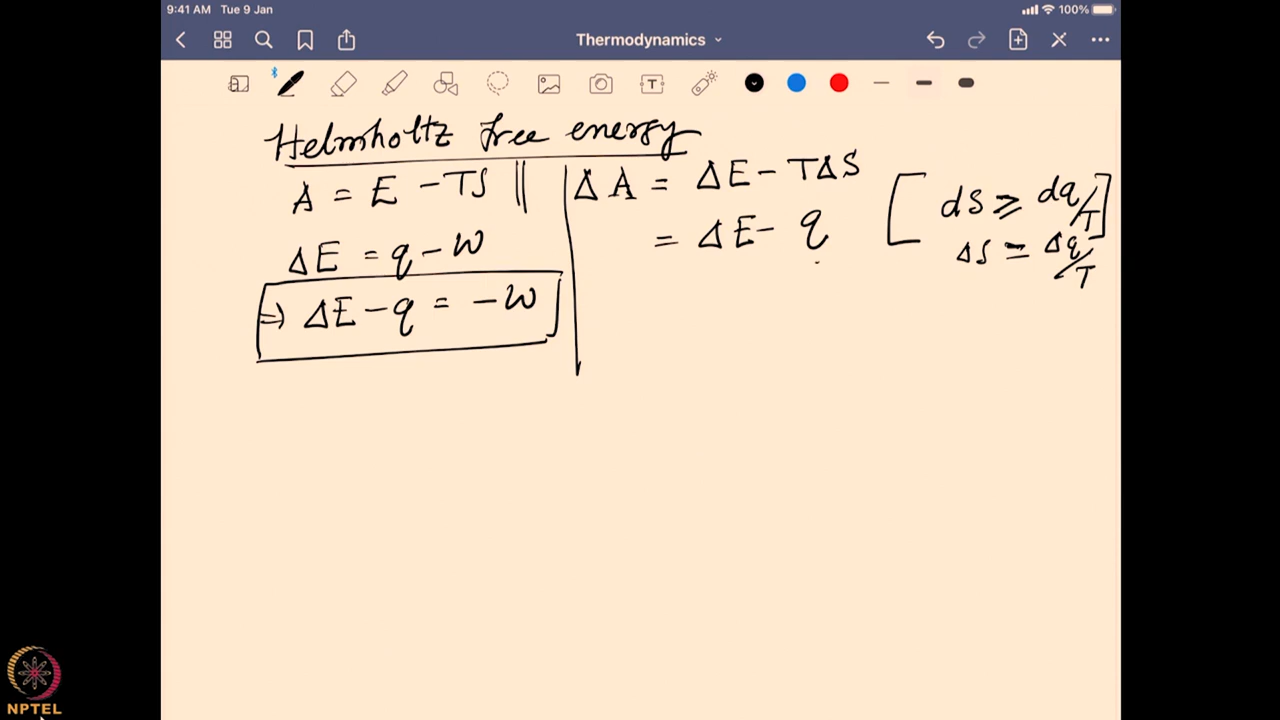 9:41 AM Tue 9 Jan
100%
Thermodynamics
T
Helmholtz free energy
A = E - TS ||
ΔE = q - w
⇒ ΔE - q = - w
ΔA = ΔE - TΔS
= ΔE - q
[ dS ≥ dq/T ]
ΔS = Δq/T
NPTEL